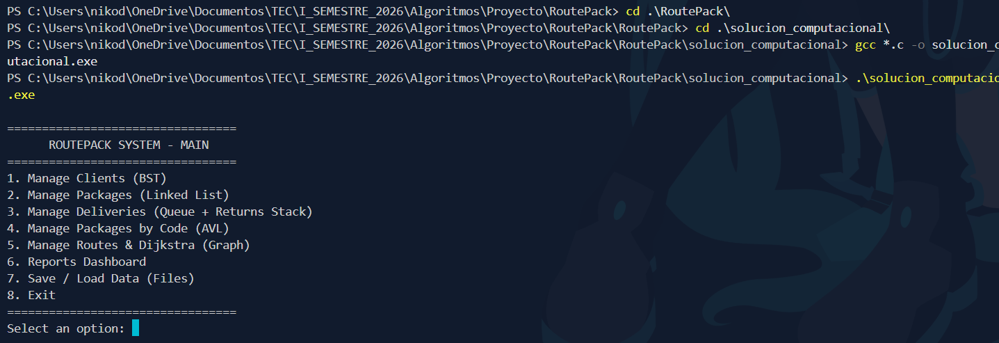 PS C:\Users\nikod\OneDrive\Documentos\TEC\I_SEMESTRE_2026\Algoritmos\Proyecto\RoutePack> cd .\RoutePack\
PS C:\Users\nikod\OneDrive\Documentos\TEC\I_SEMESTRE_2026\Algoritmos\Proyecto\RoutePack\RoutePack> cd .\solucion_computacional\
PS C:\Users\nikod\OneDrive\Documentos\TEC\I_SEMESTRE_2026\Algoritmos\Proyecto\RoutePack\RoutePack\solucion_computacional> gcc *.c -o solucion_c
utacional.exe
PS C:\Users\nikod\OneDrive\Documentos\TEC\I_SEMESTRE_2026\Algoritmos\Proyecto\RoutePack\RoutePack\solucion_computacional> .\solucion_computacio
.exe
=================================
ROUTEPACK SYSTEM - MAIN
=================================
1. Manage Clients (BST)
2. Manage Packages (Linked List)
3. Manage Deliveries (Queue + Returns Stack)
4. Manage Packages by Code (AVL)
5. Manage Routes & Dijkstra (Graph)
6. Reports Dashboard
7. Save / Load Data (Files)
8. Exit
=================================
Select an option: